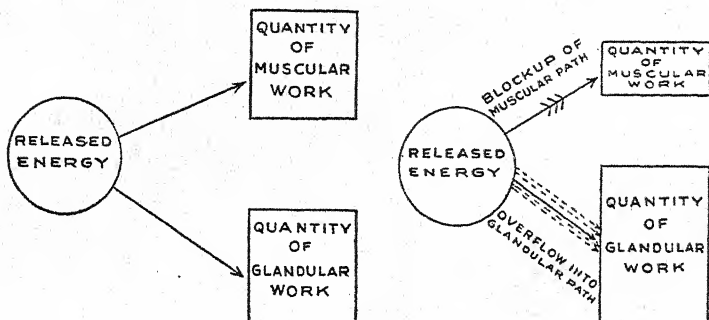 QUANTITY
OF
MUSCULAR
WORK
RELEASED
ENERGY
QUANTITY
OF
GLANDULAR
WORK
BLOCKUP OF
MUSCULAR PATH
QUANTITY
OF
MUSCULAR
WORK
RELEASED
ENERGY
OVERFLOW INTO
GLANDULAR PATH
QUANTITY
OF
GLANDULAR
WORK